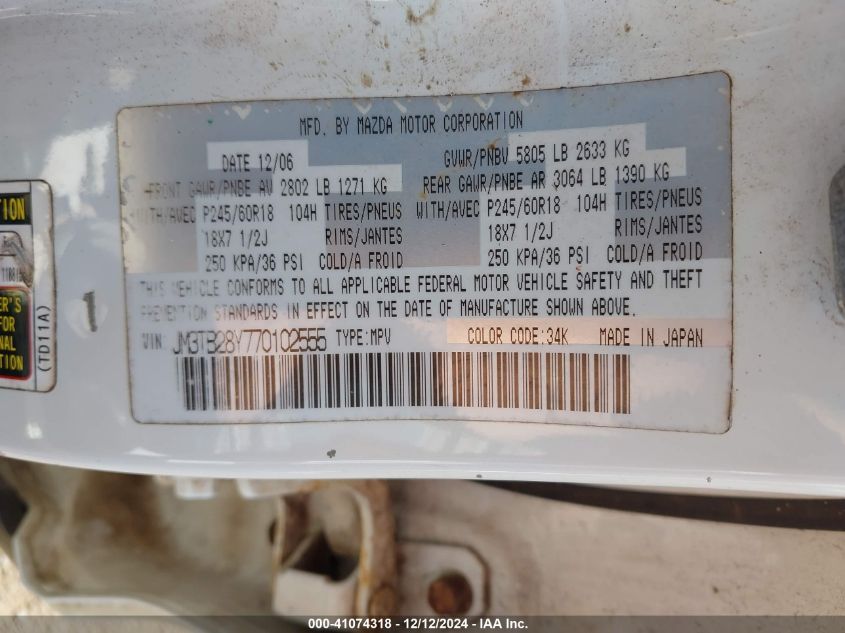 MFD. BY MAZDA MOTOR CORPORATION
DATE 12/06 GVWR/PNBV 5805 LB 2633 KG
FRONT GAWR/PNBE AV 2802 LB 1271 KG REAR GAWR/PNBE AR 3064 LB 1390 KG
WITH/AVEC P245/60R18 104H TIRES/PNEUS WITH/AVEC P245/60R18 104H TIRES/PNEUS
18X7 1/2J RIMS/JANTES 18X7 1/2J RIMS/JANTES
250 KPA/36 PSI COLD/A FROID 250 KPA/36 PSI COLD/A FROID
THIS VEHICLE CONFORMS TO ALL APPLICABLE FEDERAL MOTOR VEHICLE SAFETY AND THEFT
PREVENTION STANDARDS IN EFFECT ON THE DATE OF MANUFACTURE SHOWN ABOVE.
VIN: JM3TB28Y770102555 TYPE:MPV COLOR CODE:34K MADE IN JAPAN
(TD11A)
000-41074318 - 12/12/2024 - IAA Inc.